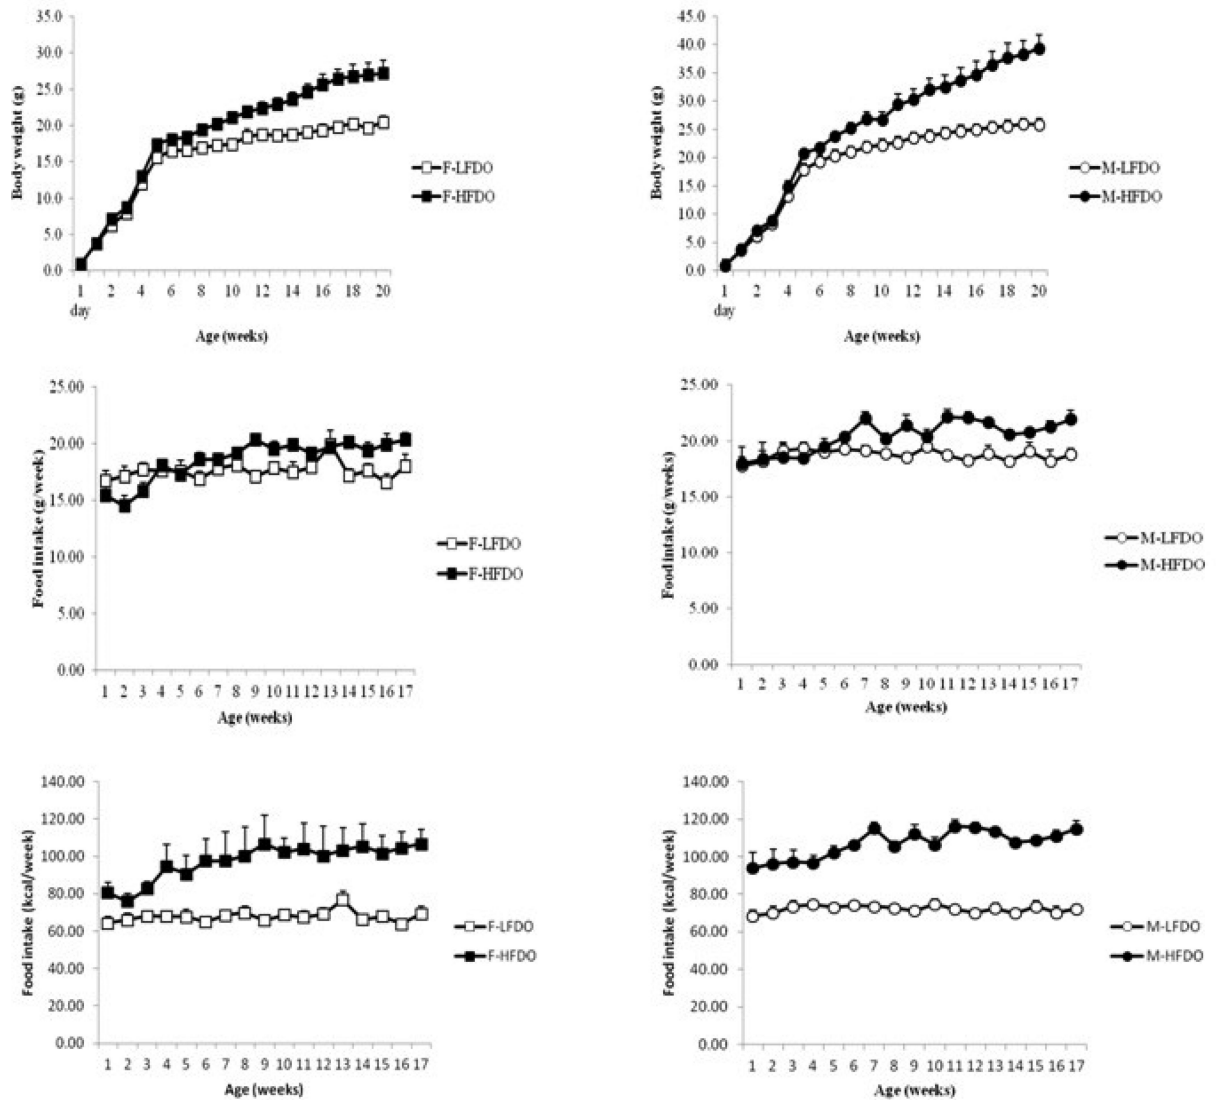 35.0
30.0
25.0
20.0
15.0
10.0
5.0
0.0
Body weight (g)
1 2 4 6 8 10 12 14 16 18 20
day
Age (weeks)
F-LFDO
F-HFDO
45.0
40.0
35.0
30.0
25.0
20.0
15.0
10.0
5.0
0.0
Body weight (g)
1 2 4 6 8 10 12 14 16 18 20
day
Age (weeks)
M-LFDO
M-HFDO
25.00
20.00
15.00
10.00
5.00
0.00
Food intake (g/week)
1 2 3 4 5 6 7 8 9 10 11 12 13 14 15 16 17
Age (weeks)
F-LFDO
F-HFDO
25.00
20.00
15.00
10.00
5.00
0.00
Food intake (g/weeks)
1 2 3 4 5 6 7 8 9 10 11 12 13 14 15 16 17
Age (weeks)
M-LFDO
M-HFDO
140.00
120.00
100.00
80.00
60.00
40.00
20.00
0.00
Food intake (kcal/week)
1 2 3 4 5 6 7 8 9 10 11 12 13 14 15 16 17
Age (weeks)
F-LFDO
F-HFDO
140.00
120.00
100.00
80.00
60.00
40.00
20.00
0.00
Food intake (kcal/week)
1 2 3 4 5 6 7 8 9 10 11 12 13 14 15 16 17
Age (weeks)
M-LFDO
M-HFDO